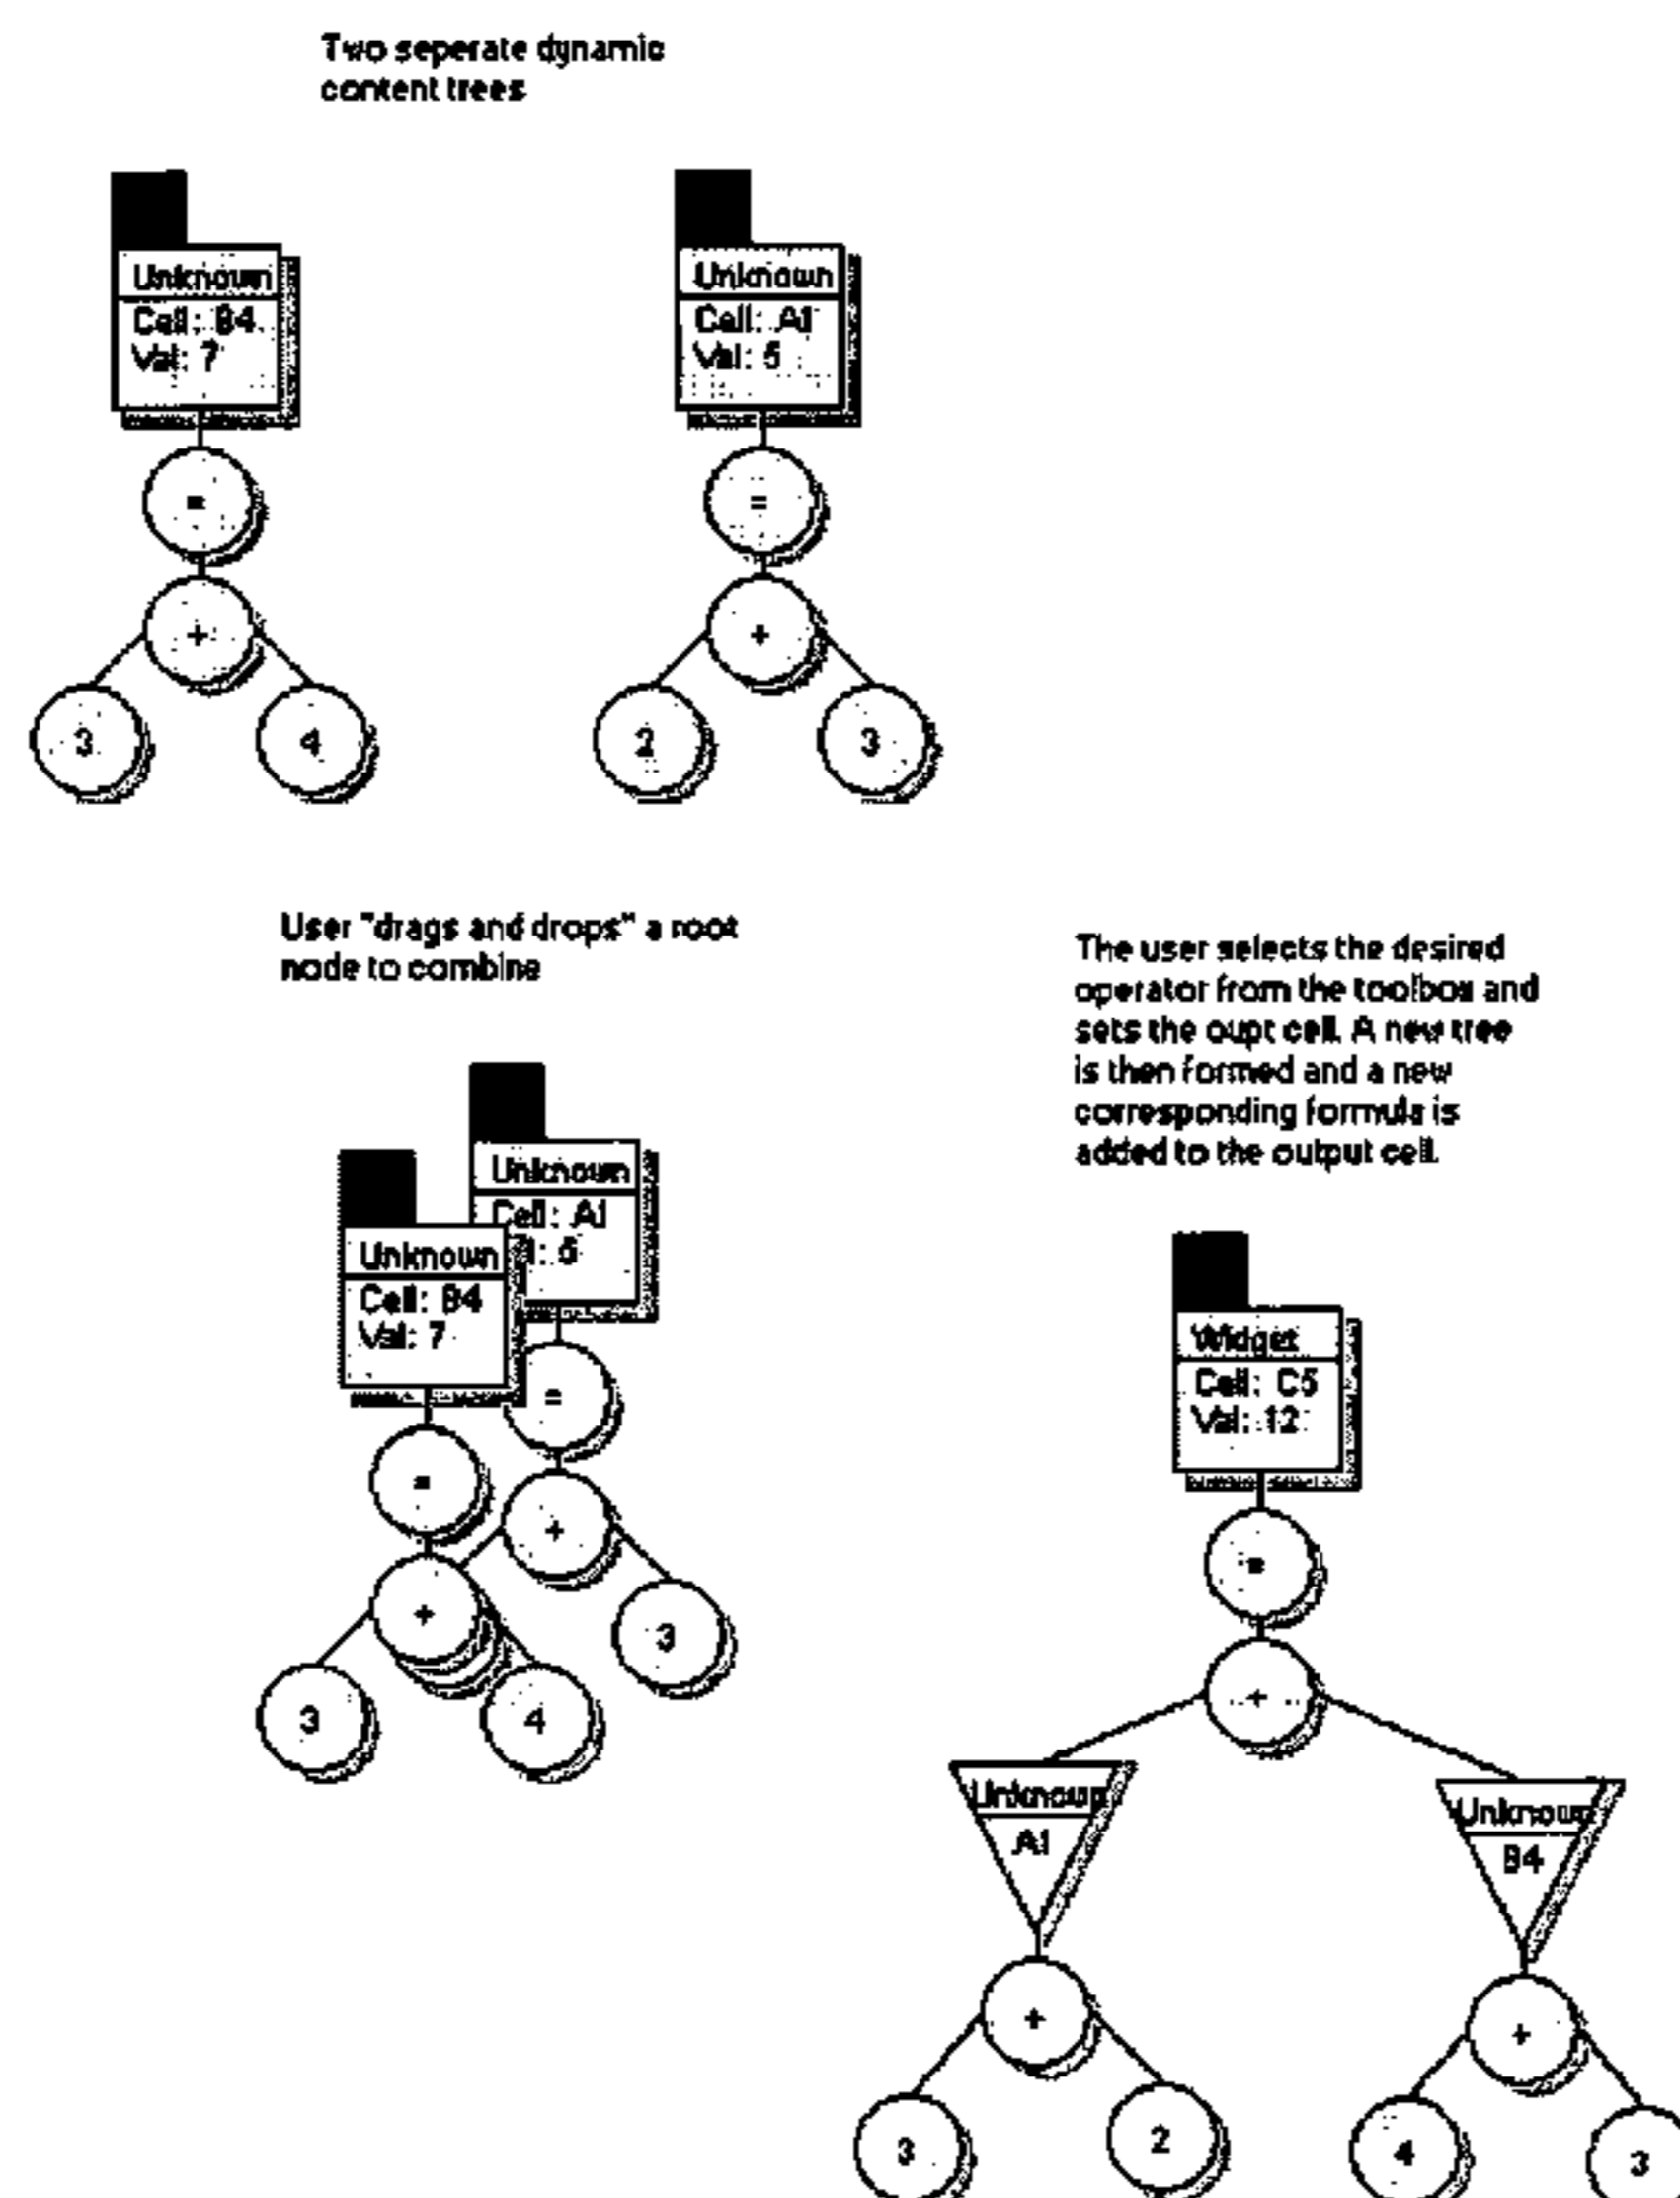 Two seperate dynamic
content trees
Unknown
Cell: B4
Val: 7
=
+
3
4
Unknown
Cell: A1
Val: 5
=
+
2
3
User "drags and drops" a root
node to combine
Unknown
Cell: A1
l: 5
=
+
3
Unknown
Cell: B4
Val: 7
=
+
3
4
The user selects the desired
operator from the toolbox and
sets the oupt cell. A new tree
is then formed and a new
corresponding formula is
added to the output cell.
Widget
Cell: C5
Val: 12
=
+
Unknown
A1
+
3
2
Unknown
B4
+
4
3